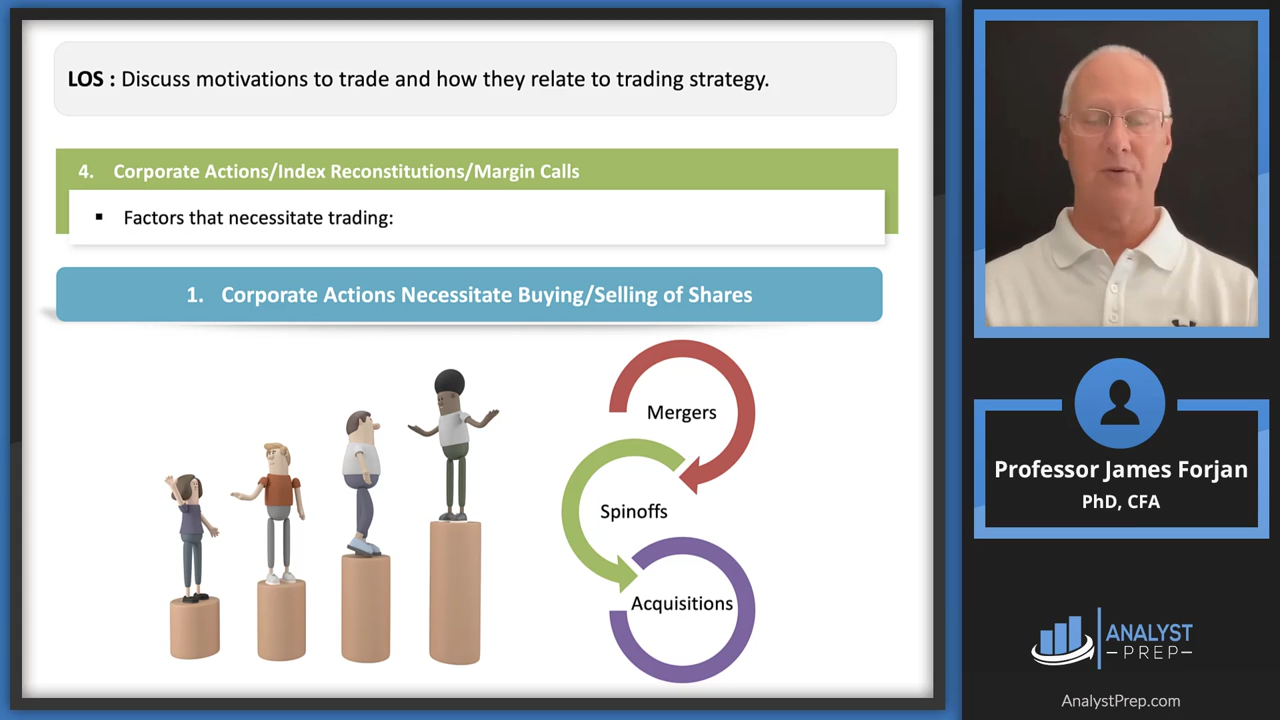 LOS : Discuss motivations to trade and how they relate to trading strategy.
4. Corporate Actions/Index Reconstitutions/Margin Calls
▪ Factors that necessitate trading:
1. Corporate Actions Necessitate Buying/Selling of Shares
Mergers
Spinoffs
Acquisitions
Professor James Forjan
PhD, CFA
ANALYST
PREP
AnalystPrep.com